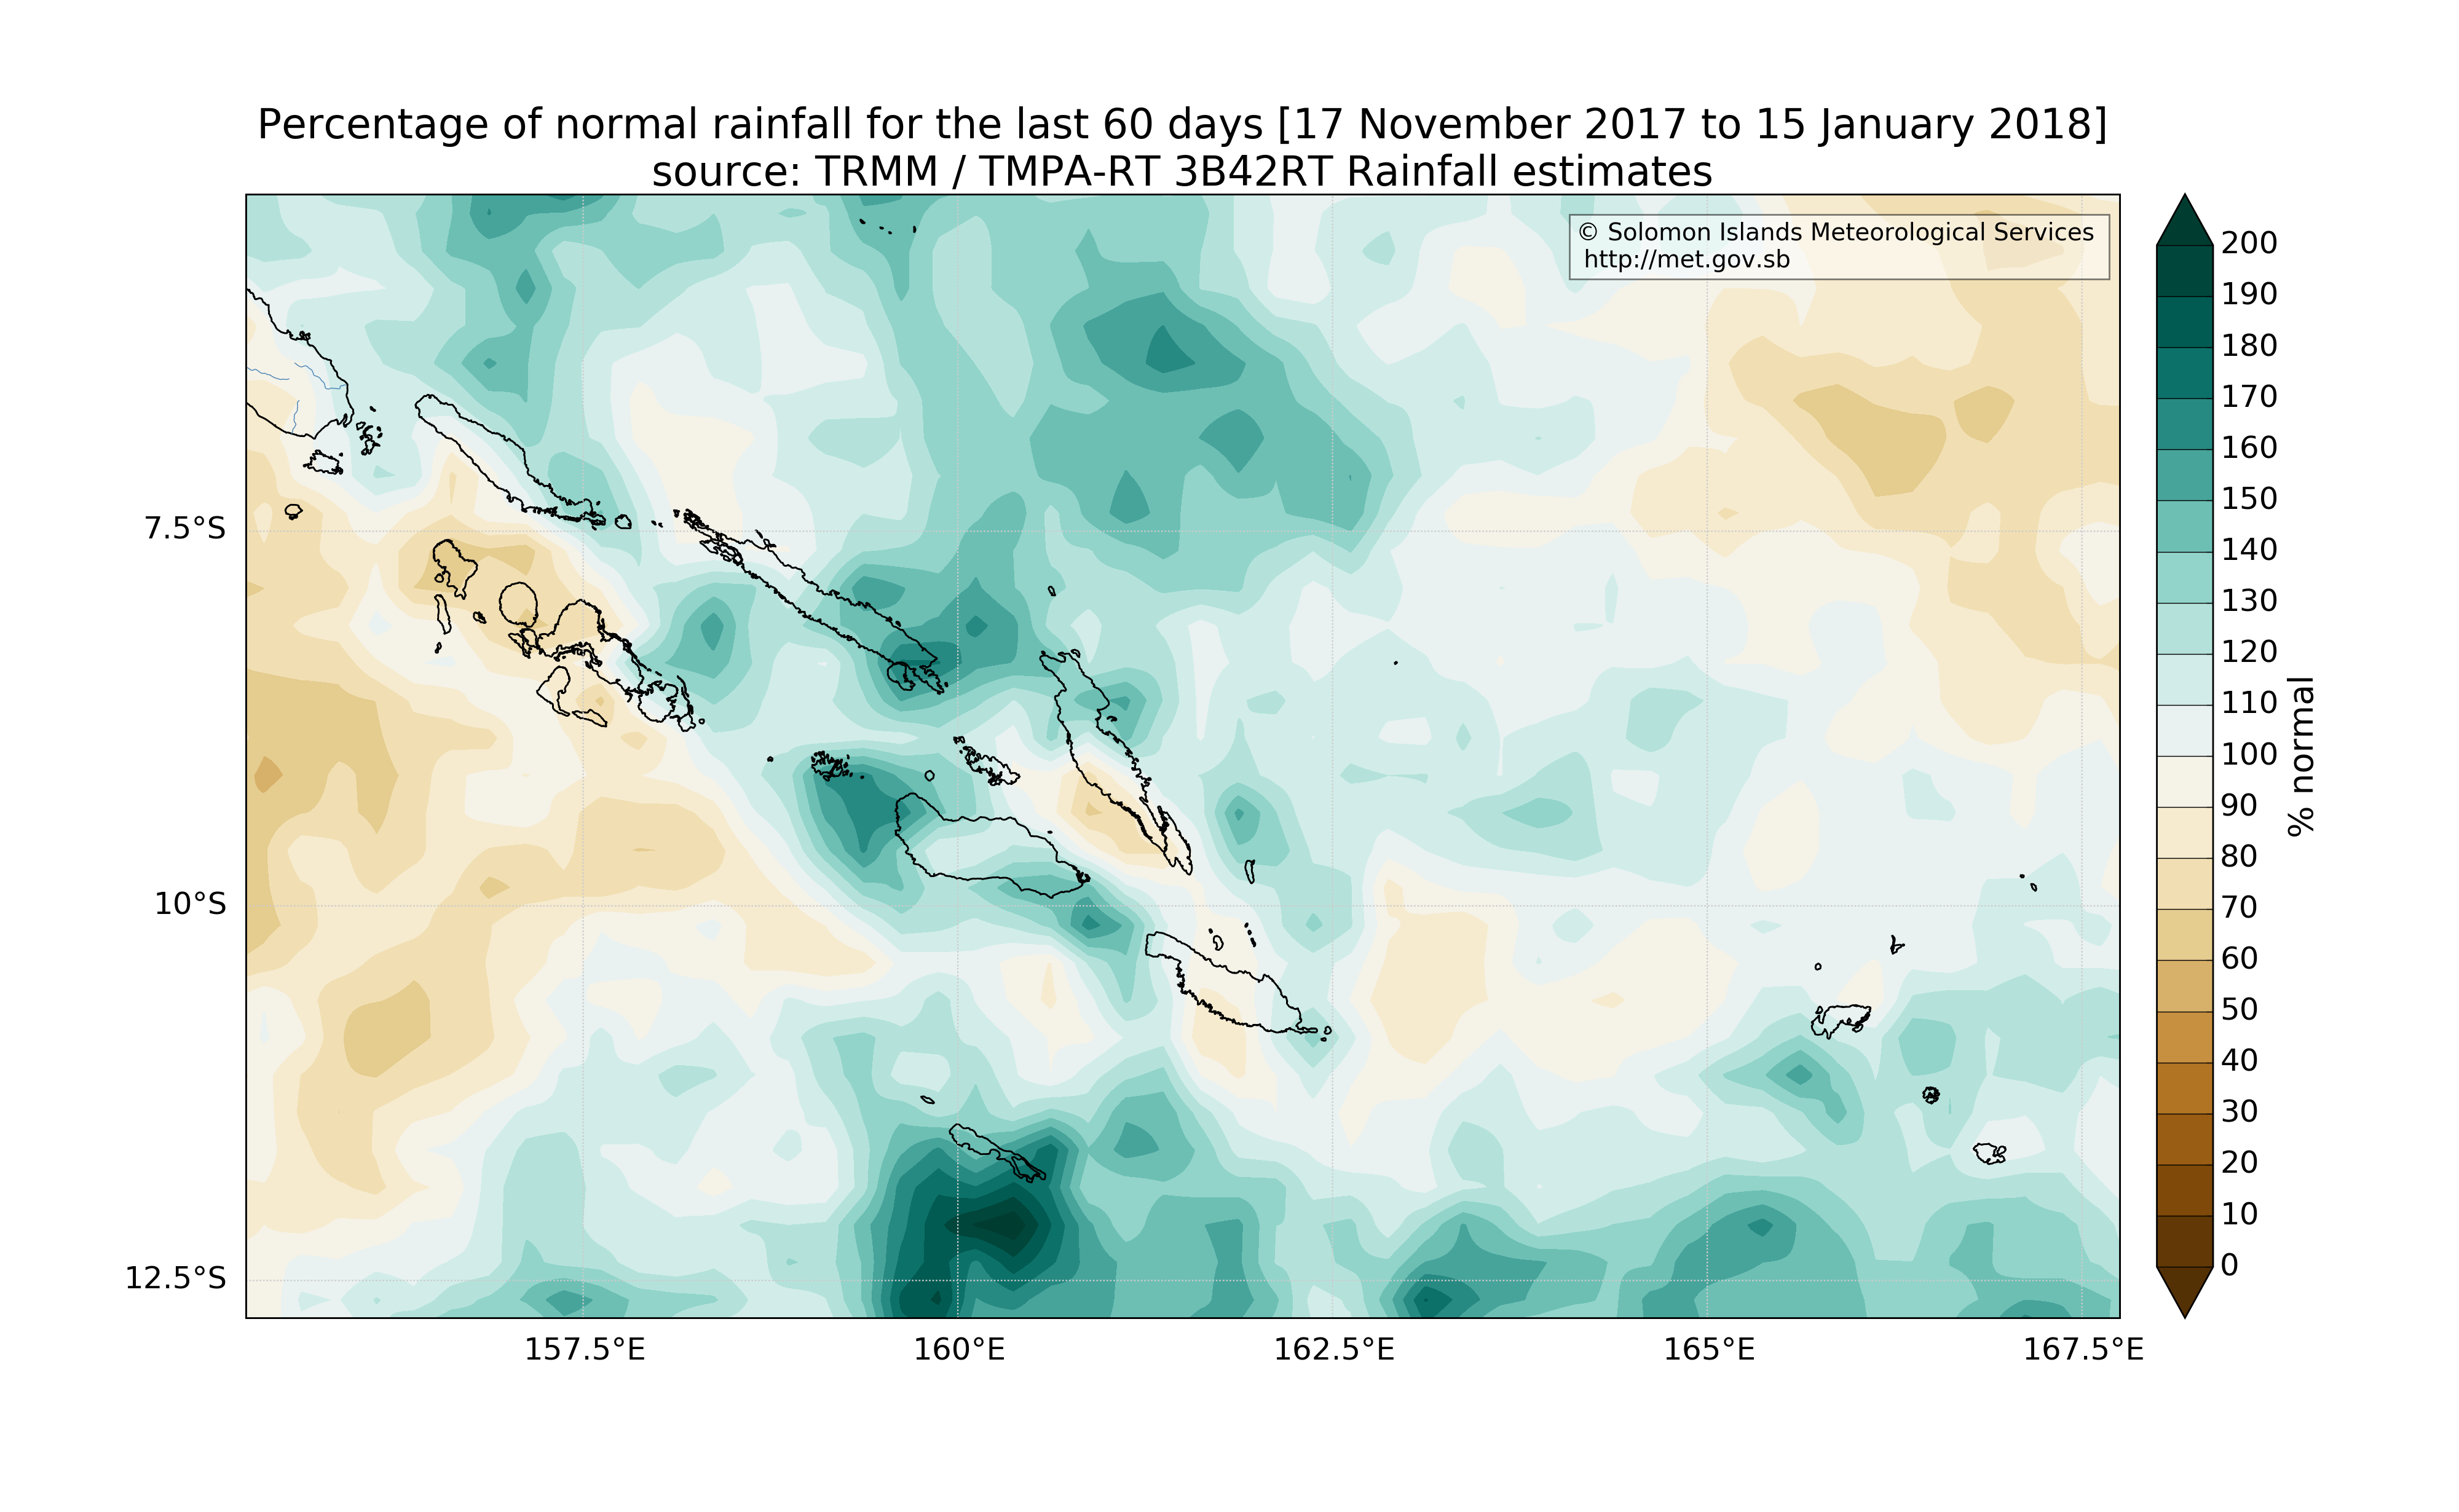 Percentage of normal rainfall for the last 60 days [17 November 2017 to 15 January 2018]
source: TRMM / TMPA-RT 3B42RT Rainfall estimates
© Solomon Islands Meteorological Services
http://met.gov.sb
7.5°S
10°S
12.5°S
157.5°E
160°E
162.5°E
165°E
167.5°E
200
190
180
170
160
150
140
130
120
110
100
90
80
70
60
50
40
30
20
10
0
% normal